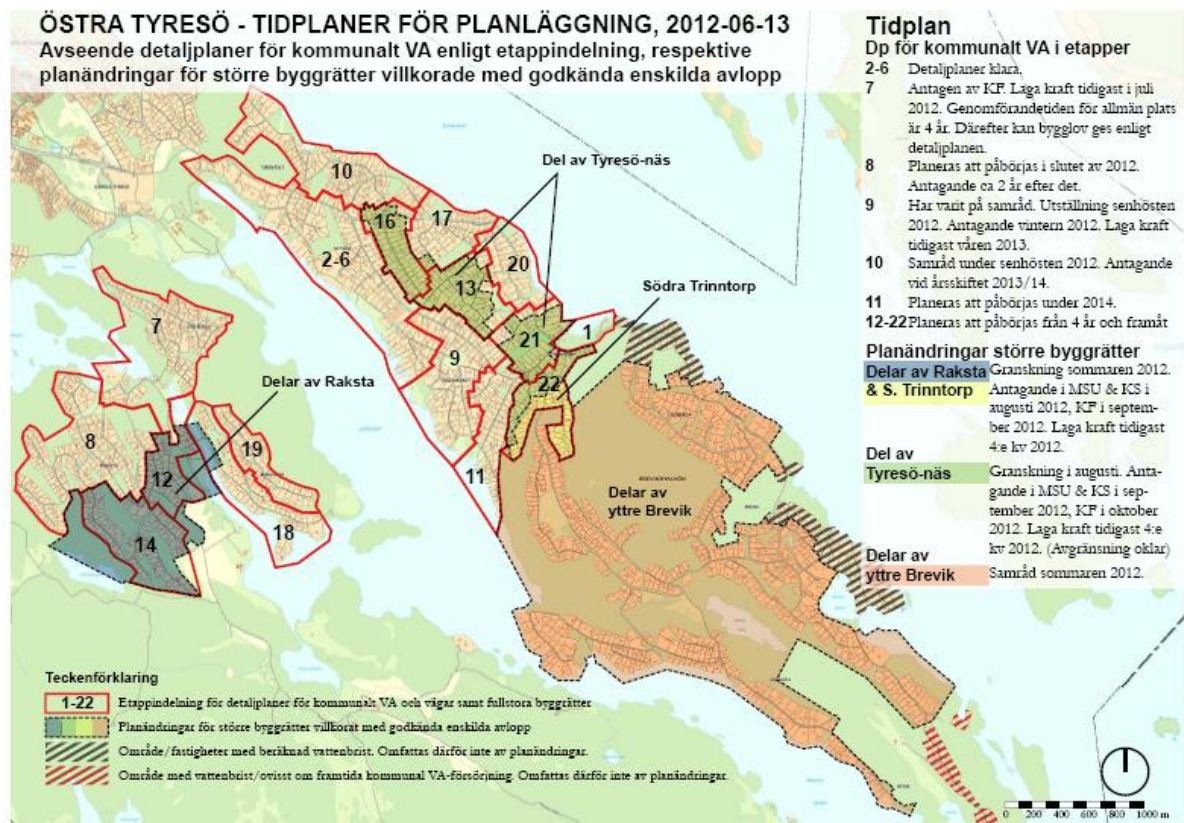 ÖSTRA TYRESÖ - TIDPLANER FÖR PLANLÄGGNING, 2012-06-13
Avseende detaljplaner för kommunalt VA enligt etappindelning, respektive
planändringar för större byggrätter villkorade med godkända enskilda avlopp
Tidplan
Dp för kommunalt VA i etapper
2-6 Detaljplaner klara.
7 Antagen av KF. Laga kraft tidigast i juli
2012. Genomförandetiden för allmän plats
är 4 år. Därefter kan bygglov ges enligt
detaljplanen.
8 Planeras att påbörjas i slutet av 2012.
Antagande ca 2 år efter det.
9 Har varit på samråd. Utställning senhösten
2012. Antagande vintern 2012. Laga kraft
tidigast våren 2013.
10 Samråd under senhösten 2012. Antagande
vid årsskiftet 2013/14.
11 Planeras att påbörjas under 2014.
12-22 Planeras att påbörjas från 4 år och framåt
Planändringar större byggrätter
Delar av Raksta Granskning sommaren 2012.
& S. Trinntorp Antagande i MSU & KS i
augusti 2012, KF i septem-
ber 2012. Laga kraft tidigast
4:e kv 2012.
Del av
Tyresö-näs Granskning i augusti. Anta-
gande i MSU & KS i sep-
tember 2012, KF i oktober
2012. Laga kraft tidigast 4:e
kv 2012. (Avgränsning oklar)
Delar av
yttre Brevik Samråd sommaren 2012.
10
Del av Tyresö-näs
16
17
2-6
20
13
Södra Trinntorp
7
1
21
9
Delar av Raksta
22
8
19
11
12
Delar av
yttre Brevik
18
14
Teckenförklaring
1-22 Etappindelning för detaljplaner för kommunalt VA och vägar samt fullstora byggrätter
Planändringar för större byggrätter villkorat med godkända enskilda avlopp
Område/fastigheter med beräknad vattenbrist. Omfattas därför inte av planändringar.
Område med vattenbrist/ovisst om framtida kommunal VA-försörjning. Omfattas därför inte av planändringar.
0 200 400 600 800 1000 m